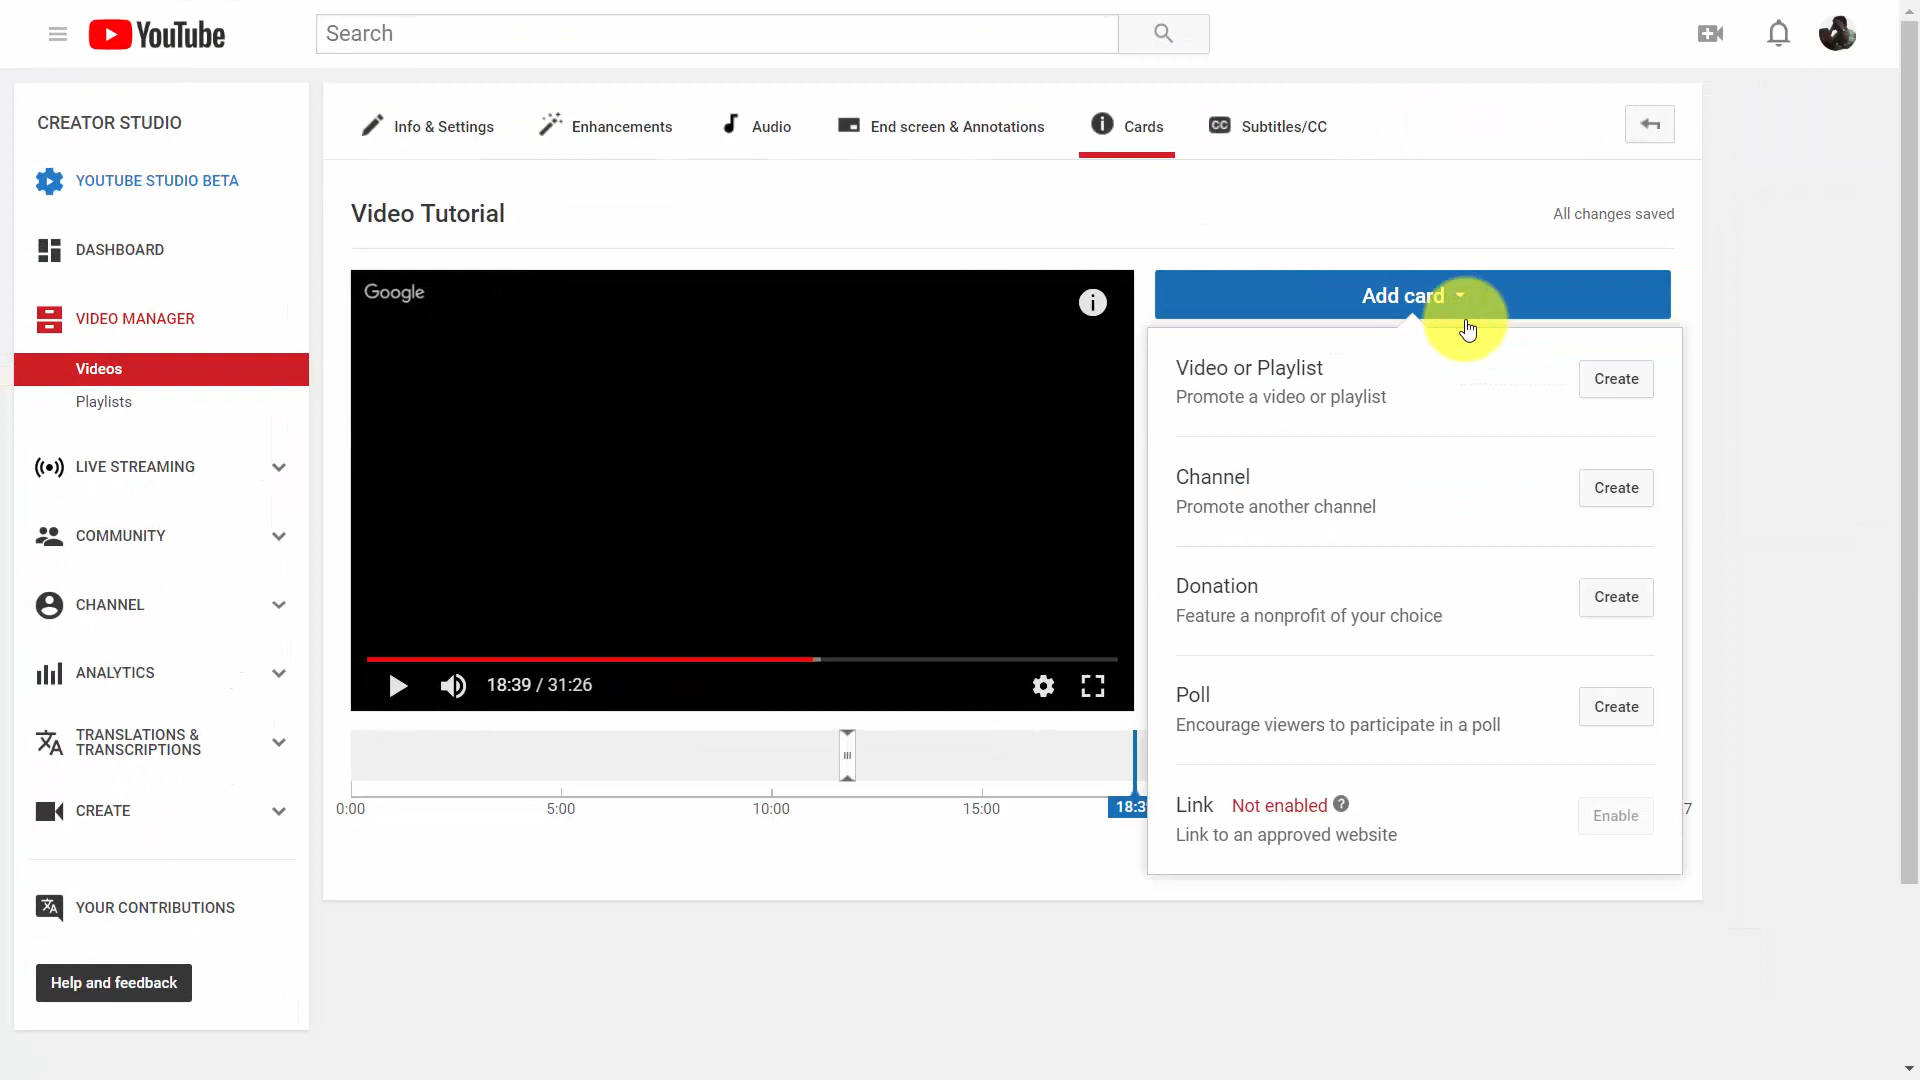 YouTube
Search
CREATOR STUDIO
YOUTUBE STUDIO BETA
DASHBOARD
VIDEO MANAGER
Videos
Playlists
LIVE STREAMING
COMMUNITY
CHANNEL
ANALYTICS
TRANSLATIONS &
TRANSCRIPTIONS
CREATE
YOUR CONTRIBUTIONS
Help and feedback
Info & Settings
Enhancements
Audio
End screen & Annotations
Cards
CC Subtitles/CC
Video Tutorial
All changes saved
Google
18:39 / 31:26
0:00
5:00
10:00
15:00
18:3
7
Add card
Video or Playlist
Promote a video or playlist
Create
Channel
Promote another channel
Create
Donation
Feature a nonprofit of your choice
Create
Poll
Encourage viewers to participate in a poll
Create
Link Not enabled ?
Link to an approved website
Enable